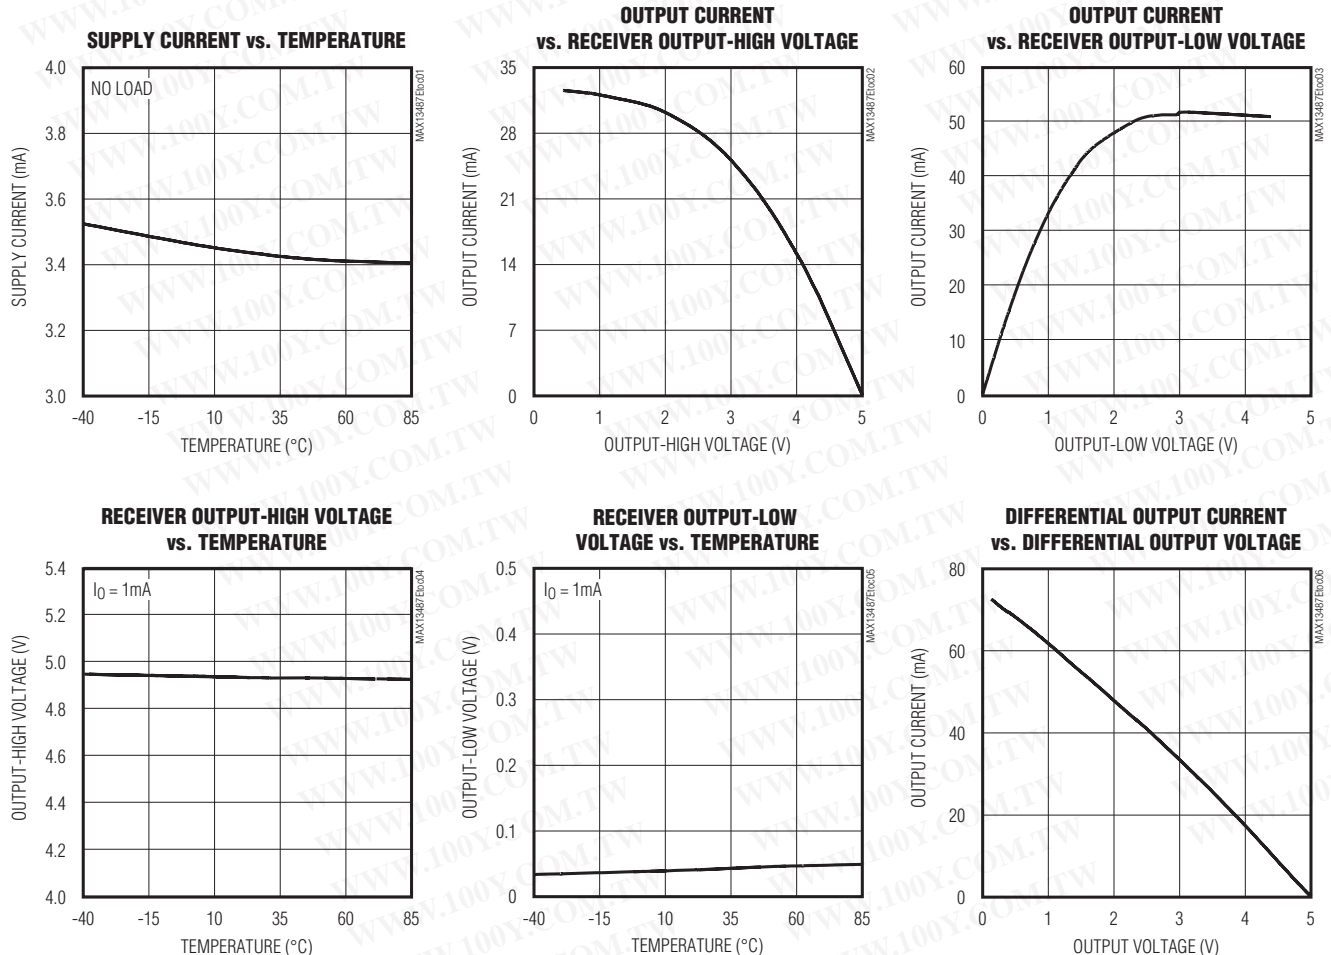 SUPPLY CURRENT vs. TEMPERATURE
4.0
3.8
3.6
3.4
3.2
3.0
SUPPLY CURRENT (mA)
NO LOAD
MAX13487Etoc01
-40 -15 10 35 60 85
TEMPERATURE (°C)
OUTPUT CURRENT
vs. RECEIVER OUTPUT-HIGH VOLTAGE
35
28
21
14
7
0
OUTPUT CURRENT (mA)
MAX13487Etoc02
0 1 2 3 4 5
OUTPUT-HIGH VOLTAGE (V)
OUTPUT CURRENT
vs. RECEIVER OUTPUT-LOW VOLTAGE
60
50
40
30
20
10
0
OUTPUT CURRENT (mA)
MAX13487Etoc03
0 1 2 3 4 5
OUTPUT-LOW VOLTAGE (V)
RECEIVER OUTPUT-HIGH VOLTAGE
vs. TEMPERATURE
5.4
5.2
5.0
4.8
4.6
4.4
4.2
4.0
OUTPUT-HIGH VOLTAGE (V)
IO = 1mA
MAX13487Etoc04
-40 -15 10 35 60 85
TEMPERATURE (°C)
RECEIVER OUTPUT-LOW
VOLTAGE vs. TEMPERATURE
0.5
0.4
0.3
0.2
0.1
0
OUTPUT-LOW VOLTAGE (V)
IO = 1mA
MAX13487Etoc05
-40 -15 10 35 60 85
TEMPERATURE (°C)
DIFFERENTIAL OUTPUT CURRENT
vs. DIFFERENTIAL OUTPUT VOLTAGE
80
60
40
20
0
OUTPUT CURRENT (mA)
MAX13487Etoc06
0 1 2 3 4 5
OUTPUT VOLTAGE (V)
WWW.100Y.COM.TW